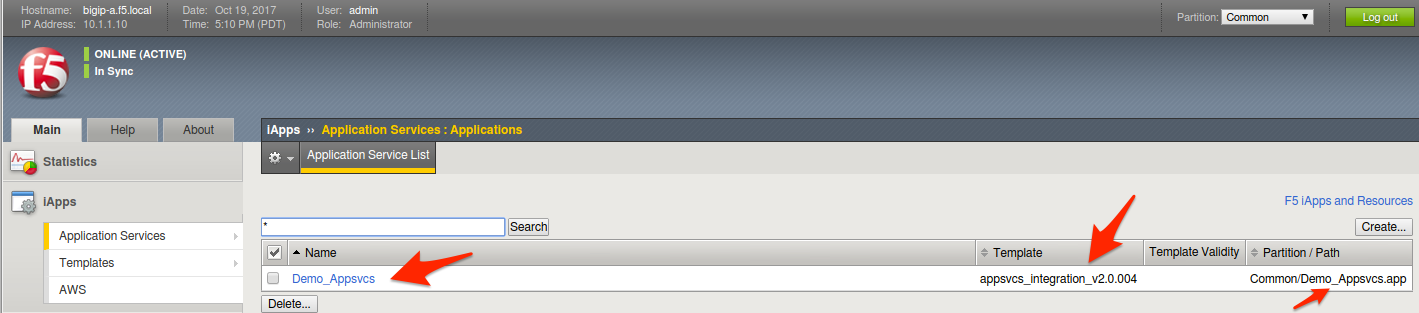 Hostname: bigip-a.f5.local Date: Oct 19, 2017 User: admin Partition: Common Log out
IP Address: 10.1.1.10 Time: 5:10 PM (PDT) Role: Administrator
f5
ONLINE (ACTIVE)
In Sync
Main Help About
iApps ›› Application Services : Applications
Statistics
Application Service List
iApps
F5 iApps and Resources
* Search Create...
Application Services
Templates
AWS
Name Template Template Validity Partition / Path
Demo_Appsvcs appsvcs_integration_v2.0.004 Common/Demo_Appsvcs.app
Delete...